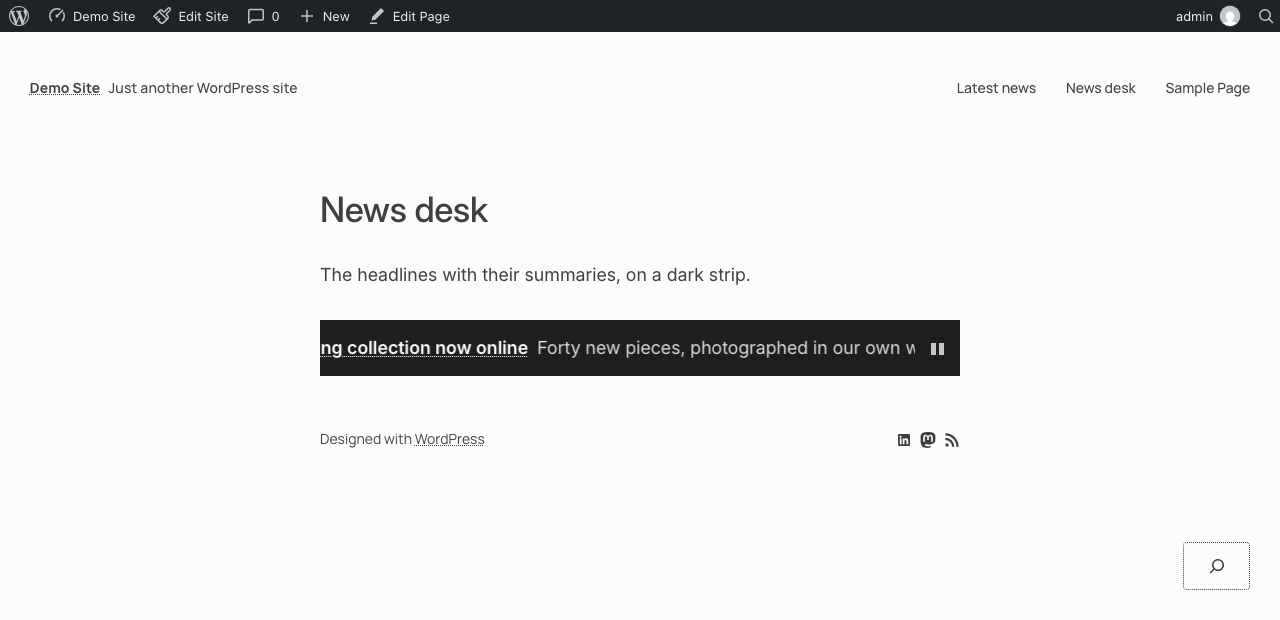 Demo Site Edit Site 0 New Edit Page admin
Demo Site Just another WordPress site Latest news News desk Sample Page
News desk
The headlines with their summaries, on a dark strip.
ng collection now online Forty new pieces, photographed in our own
Designed with WordPress